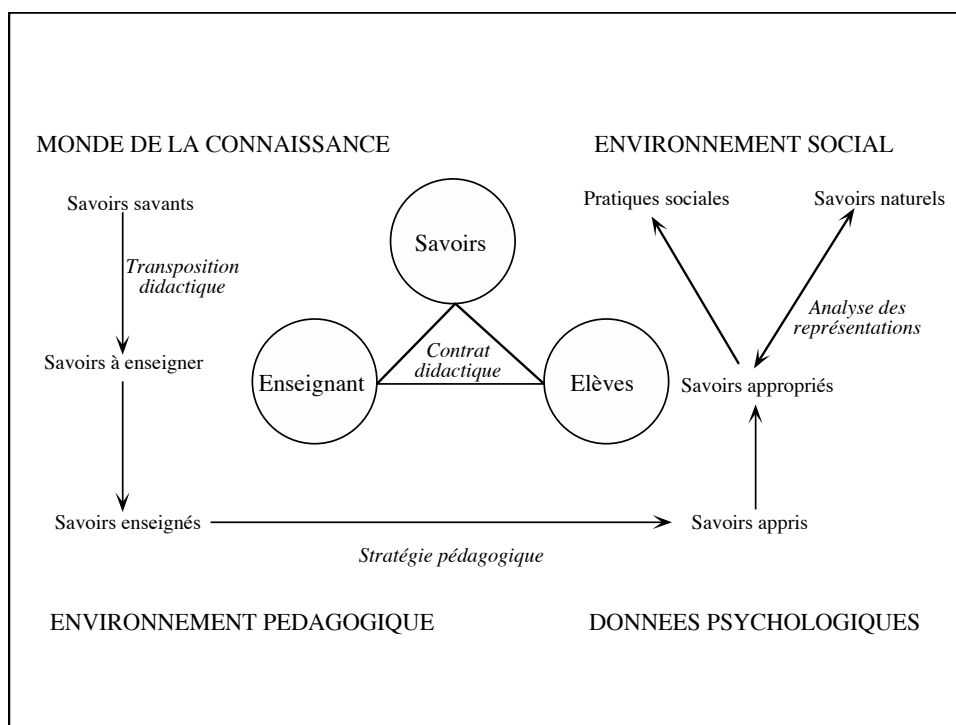 MONDE DE LA CONNAISSANCE
ENVIRONNEMENT SOCIAL
Savoirs savants
Pratiques sociales
Savoirs naturels
Savoirs
Transposition
didactique
Analyse des
représentations
Savoirs à enseigner
Contrat
didactique
Enseignant
Elèves
Savoirs appropriés
Savoirs enseignés
Savoirs appris
Stratégie pédagogique
ENVIRONNEMENT PEDAGOGIQUE
DONNEES PSYCHOLOGIQUES